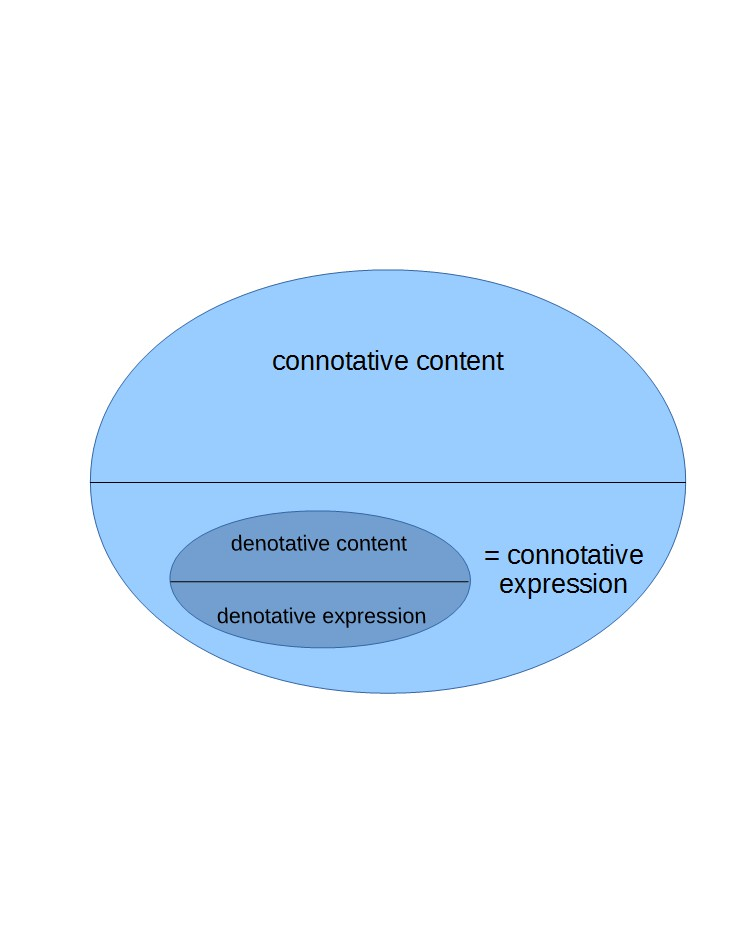 connotative content
denotative content
denotative expression
= connotative
expression